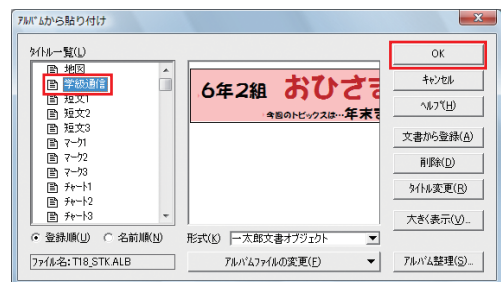 ｱﾙﾊﾞﾑから貼り付け
ﾀｲﾄﾙ一覧(L)
地図
学級通信
短文1
短文2
短文3
ﾏｰｸ1
ﾏｰｸ2
ﾏｰｸ3
ﾁｬｰﾄ1
ﾁｬｰﾄ2
ﾁｬｰﾄ3
登録順(U) 名前順(N)
ﾌｧｲﾙ名：T18_STK.ALB
6年2組 おひさま
今回のトピックスは…年末
形式(K) 一太郎文書オブジェクト
ｱﾙﾊﾞﾑﾌｧｲﾙの変更(F)
OK
ｷｬﾝｾﾙ
ﾍﾙﾌﾟ(H)
文書から登録(A)
削除(D)
ﾀｲﾄﾙ変更(R)
大きく表示(V)...
ｱﾙﾊﾞﾑ整理(S)...